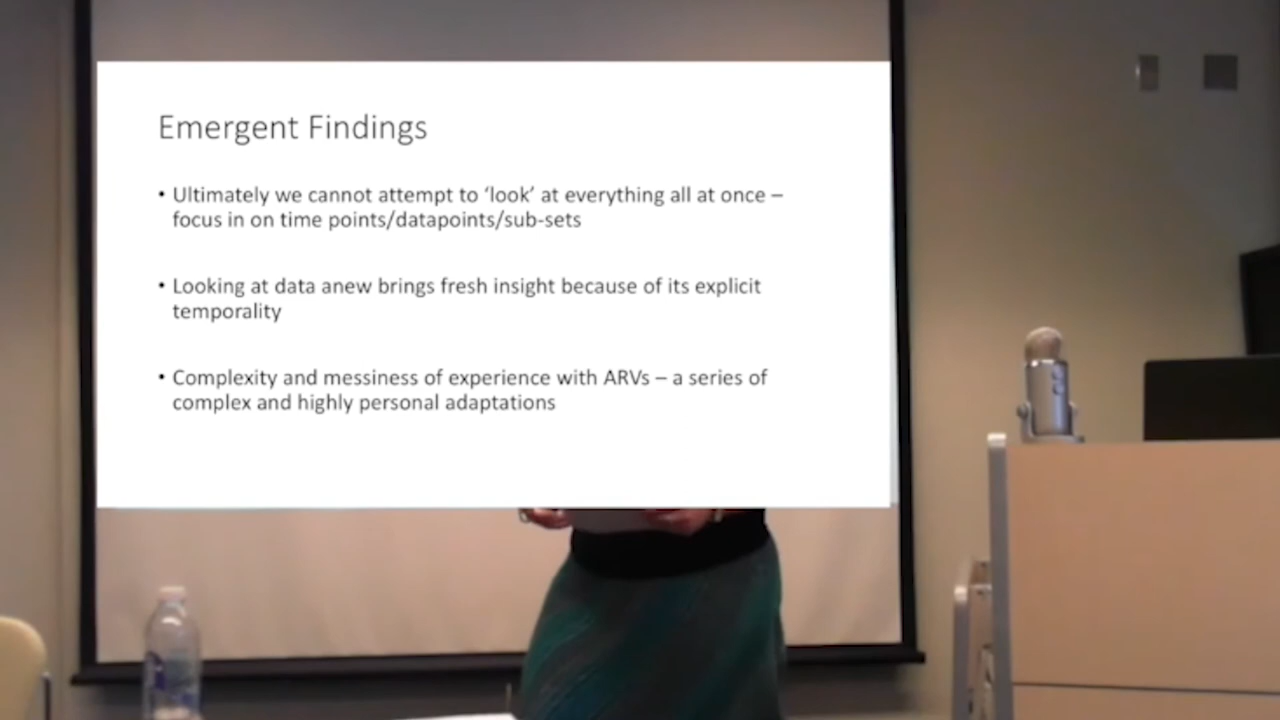 Emergent Findings
• Ultimately we cannot attempt to ‘look’ at everything all at once –
focus in on time points/datapoints/sub-sets
• Looking at data anew brings fresh insight because of its explicit
temporality
• Complexity and messiness of experience with ARVs – a series of
complex and highly personal adaptations